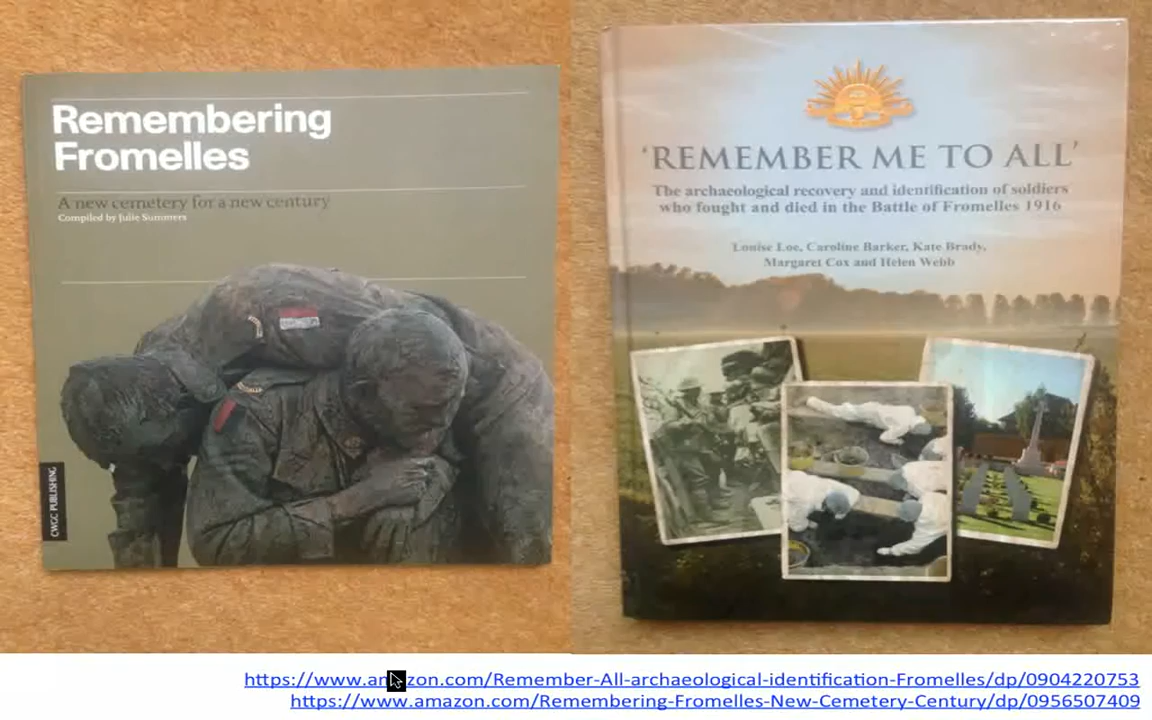 Remembering
Fromelles
A new cemetery for a new century
Compiled by Julie Summers
CWGC PUBLISHING
'REMEMBER ME TO ALL'
The archaeological recovery and identification of soldiers
who fought and died in the Battle of Fromelles 1916
Louise Loe, Caroline Barker, Kate Brady,
Margaret Cox and Helen Webb
https://www.amazon.com/Remember-All-archaeological-identification-Fromelles/dp/0904220753
https://www.amazon.com/Remembering-Fromelles-New-Cemetery-Century/dp/0956507409